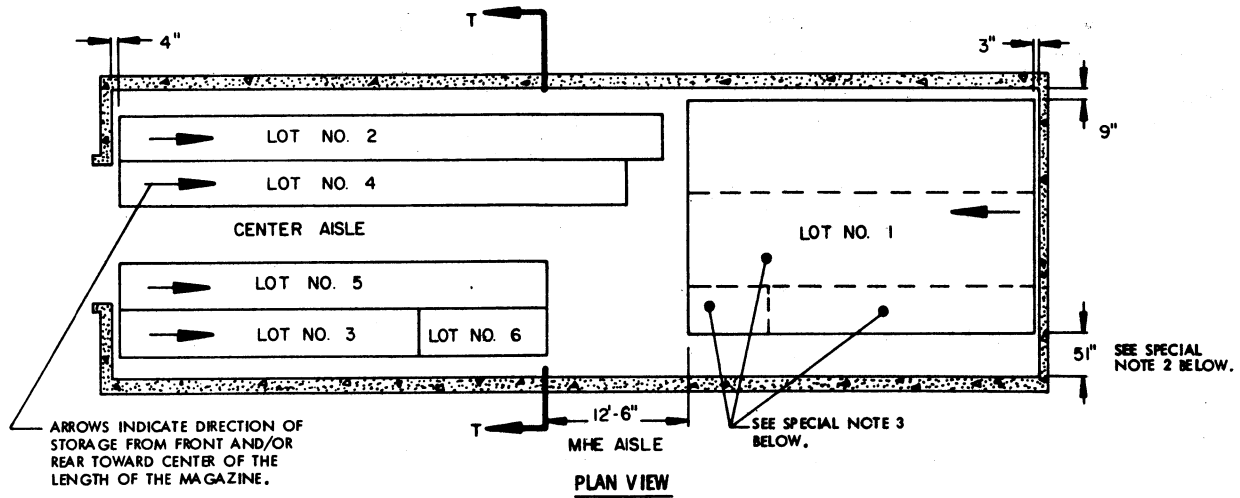 T
4"
3"
9"
LOT NO. 2
LOT NO. 4
CENTER AISLE
LOT NO. 1
LOT NO. 5
LOT NO. 3
LOT NO. 6
51"
SEE SPECIAL
NOTE 2 BELOW.
12'-6"
MHE AISLE
T
SEE SPECIAL NOTE 3
BELOW.
ARROWS INDICATE DIRECTION OF
STORAGE FROM FRONT AND/OR
REAR TOWARD CENTER OF THE
LENGTH OF THE MAGAZINE.
PLAN VIEW